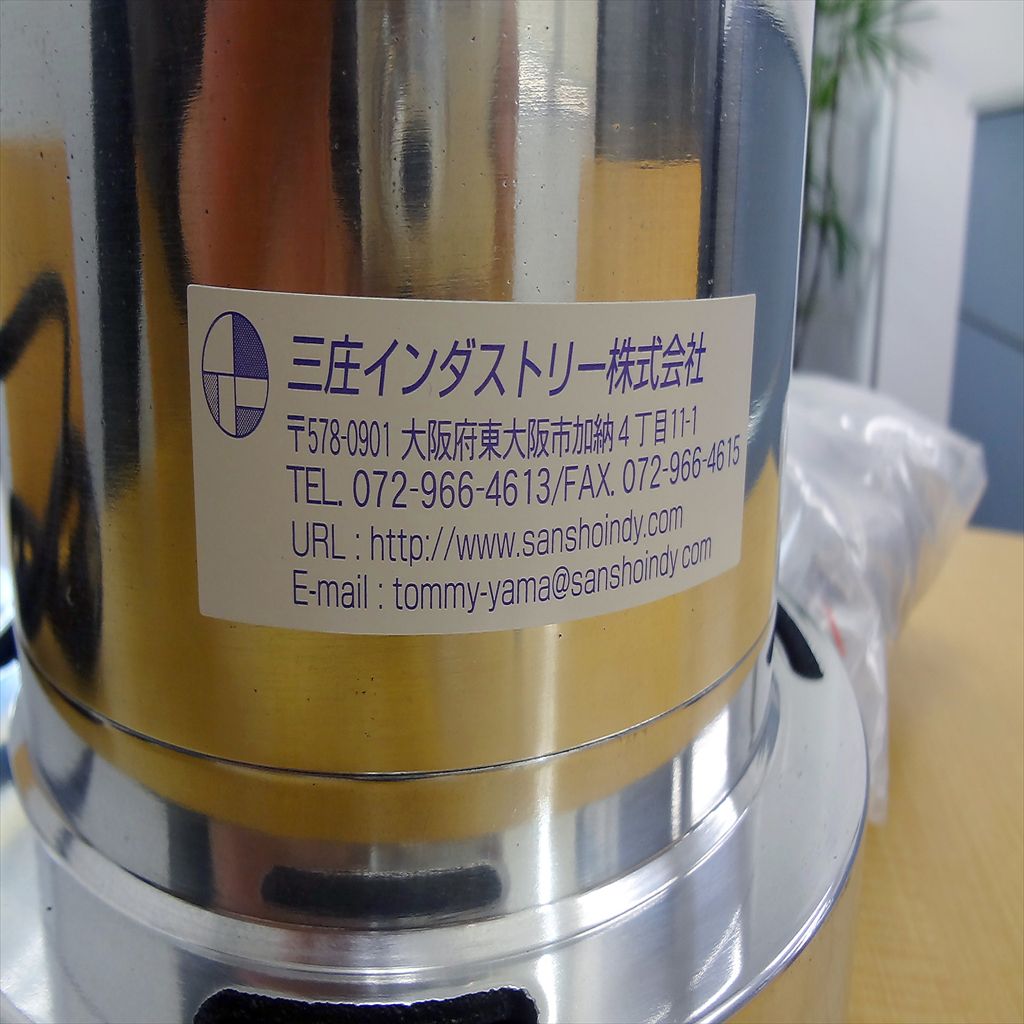 三庄インダストリー株式会社
〒578-0901 大阪府東大阪市加納4丁目11-1
TEL. 072-966-4613/FAX. 072-966-4615
URL : http://www.sanshoindy.com
E-mail : tommy-yama@sanshoindy.com